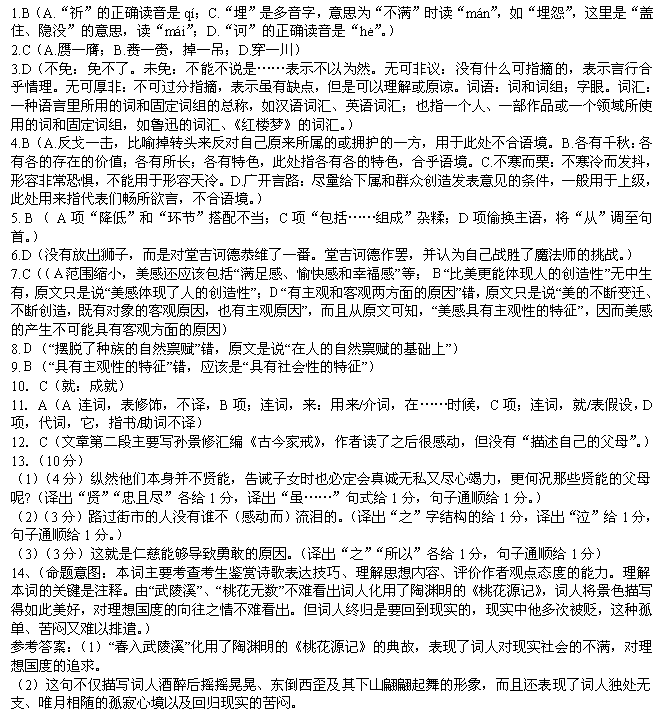 1.B(A.“祈”的正确读音是 qí；C.“埋”是多音字，意思为“不满”时读“mán”，如“埋怨”，这里是“盖
住、隐没”的意思，读“mái”；D.“诃”的正确读音是“hē”。)
2.C（A.赝—膺；B.赍—赉，掉—吊；D.穿—川）
3.D（不免：免不了。未免：不能不说是……表示不以为然。无可非议：没有什么可指摘的，表示言行合
乎情理。无可厚非：不可过分指摘，表示虽有缺点，但是可以理解或原谅。词语：词和词组；字眼。词汇：
一种语言里所用的词和固定词组的总称，如汉语词汇、英语词汇；也指一个人、一部作品或一个领域所使
用的词和固定词组，如鲁迅的词汇、《红楼梦》的词汇。）
4.B（A.反戈一击，比喻掉转头来反对自己原来所属的或拥护的一方，用于此处不合语境。B.各有千秋：各
有各的存在的价值；各有所长；各有特色，此处指各有各的特色，合乎语境。C.不寒而栗：不寒冷而发抖，
形容非常恐惧，不能用于形容天冷。D.广开言路：尽量给下属和群众创造发表意见的条件，一般用于上级，
此处用来指代表们畅所欲言，不合语境。）
5.B（ A 项“降低”和“环节”搭配不当；C 项“包括……组成”杂糅；D 项偷换主语，将“从”调至句
首。）
6.D（没有放出狮子，而是对堂吉诃德恭维了一番。堂吉诃德作罢，并认为自己战胜了魔法师的挑战。）
7.C（（A 范围缩小，美感还应该包括“满足感、愉快感和幸福感”等； B“比美更能体现人的创造性”无中生
有，原文只是说“美感体现了人的创造性”；D“有主观和客观两方面的原因”错，原文只是说“美的不断变迁、
不断创造，既有对象的客观原因，也有主观原因”，而且从原文可知，“美感具有主观性的特征”，因而美感
的产生不可能具有客观方面的原因)
8.D（“摆脱了种族的自然禀赋”错，原文是说“在人的自然禀赋的基础上”）
9.B（“具有主观性的特征”错，应该是“具有社会性的特征”）
10. C（就：成就）
11. A（A 连词，表修饰，不译，B 项；连词，来：用来/介词，在……时候，C 项；连词，就/表假设，D
项，代词，它，指书/助词不译）
12. C（文章第二段主要写孙景修汇编《古今家戒》，作者读了之后很感动，但没有“描述自己的父母”。）
13.（10 分）
（1）（4 分）纵然他们本身并不贤能，告诫子女时也必定会真诚无私又尽心竭力，更何况那些贤能的父母
呢？（译出“贤”“忠且尽”各给 1 分，译出“虽……”句式给 1 分，句子通顺给 1 分。）
（2）（3 分）路过街市的人没有谁不（感动而）流泪的。（译出“之”字结构的给 1 分，译出“泣”给 1 分，
句子通顺给 1 分。）
（3）（3 分）这就是仁慈能够导致勇敢的原因。（译出“之”“所以”各给 1 分，句子通顺给 1 分）
14、（命题意图：本词主要考查考生鉴赏诗歌表达技巧、理解思想内容、评价作者观点态度的能力。理解
本词的关键是注释。由“武陵溪”、“桃花无数”不难看出词人化用了陶渊明的《桃花源记》，词人将景色描写
得如此美好，对理想国度的向往之情不难看出。但词人终归是要回到现实的，现实中他多次被贬，这种孤
单、苦闷又难以排遣。）
参考答案：（1）“春入武陵溪”化用了陶渊明的《桃花源记》的典故，表现了词人对现实社会的不满，对理
想国度的追求。
（2）这句不仅描写词人酒醉后摇摇晃晃、东倒西歪及其下山翩翩起舞的形象，而且还表现了词人独处无
支、唯月相随的孤寂心境以及回归现实的苦闷。